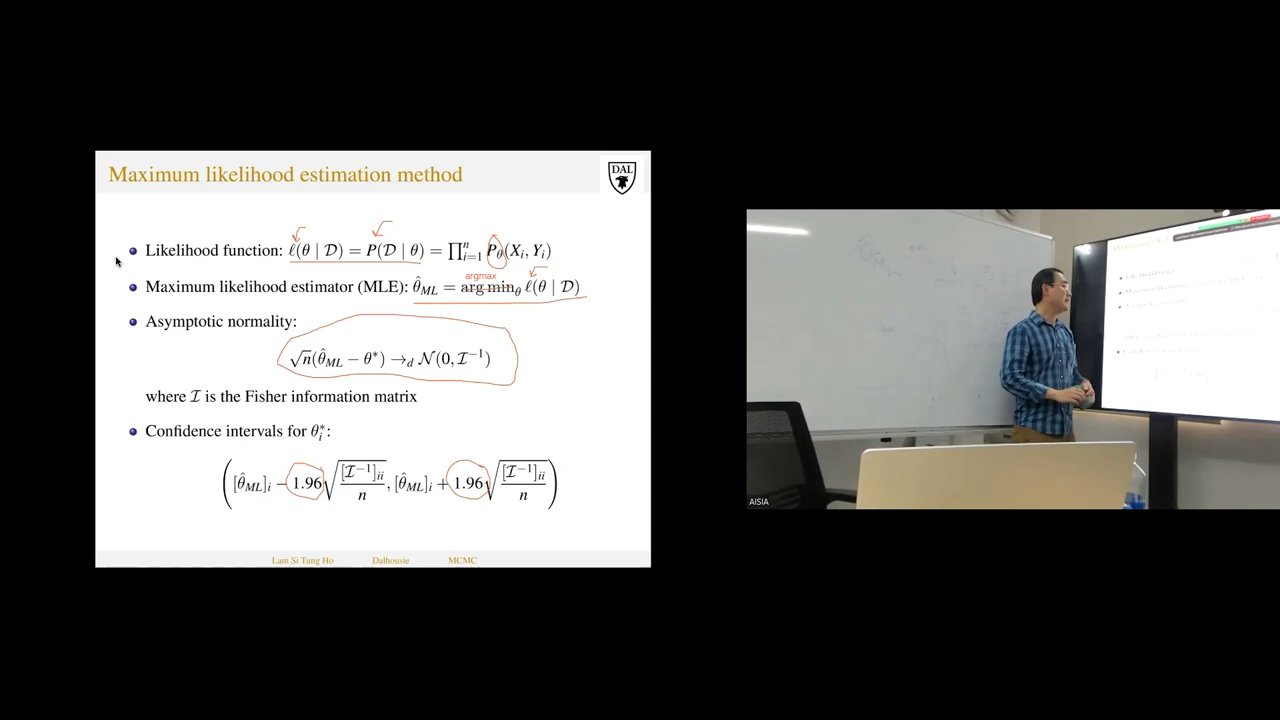 Maximum likelihood estimation method
DAL
Likelihood function: ℓ(θ | 𝒟) = P(𝒟 | θ) = ∏ⁿᵢ₌₁ P_θ(Xᵢ, Yᵢ)
argmax
Maximum likelihood estimator (MLE): θ̂_ML = arg min_θ ℓ(θ | 𝒟)
Asymptotic normality:
√n(θ̂_ML − θ*) →_d 𝒩(0, ℐ⁻¹)
where ℐ is the Fisher information matrix
Confidence intervals for θᵢ*:
([θ̂_ML]ᵢ − 1.96√([ℐ⁻¹]ᵢᵢ / n), [θ̂_ML]ᵢ + 1.96√([ℐ⁻¹]ᵢᵢ / n))
Lam Si Tung Ho Dalhousie MCMC
AISIA